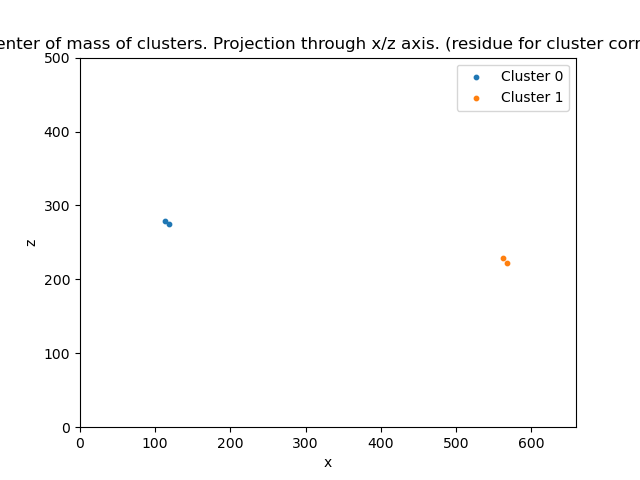 enter of mass of clusters. Projection through x/z axis. (residue for cluster corr
500
400
300
200
100
0
z
0 100 200 300 400 500 600
x
Cluster 0
Cluster 1